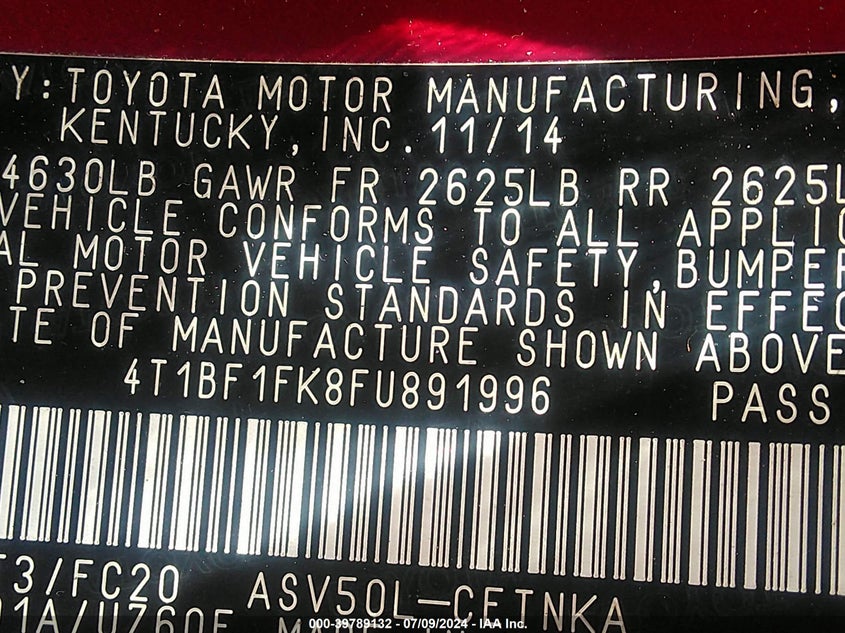 Y: TOYOTA MOTOR MANUFACTURING,
KENTUCKY, INC. 11/14
4630LB GAWR FR 2625LB RR 2625L
VEHICLE CONFORMS TO ALL APPLIC
AL MOTOR VEHICLE SAFETY, BUMPER
PREVENTION STANDARDS IN EFFEC
TE OF MANUFACTURE SHOWN ABOVE
4T1BF1FK8FU891996 PASS
3/FC20 ASV50L-CETNKA
01A/UZ60F
000-39789132 - 07/09/2024 - IAA Inc.